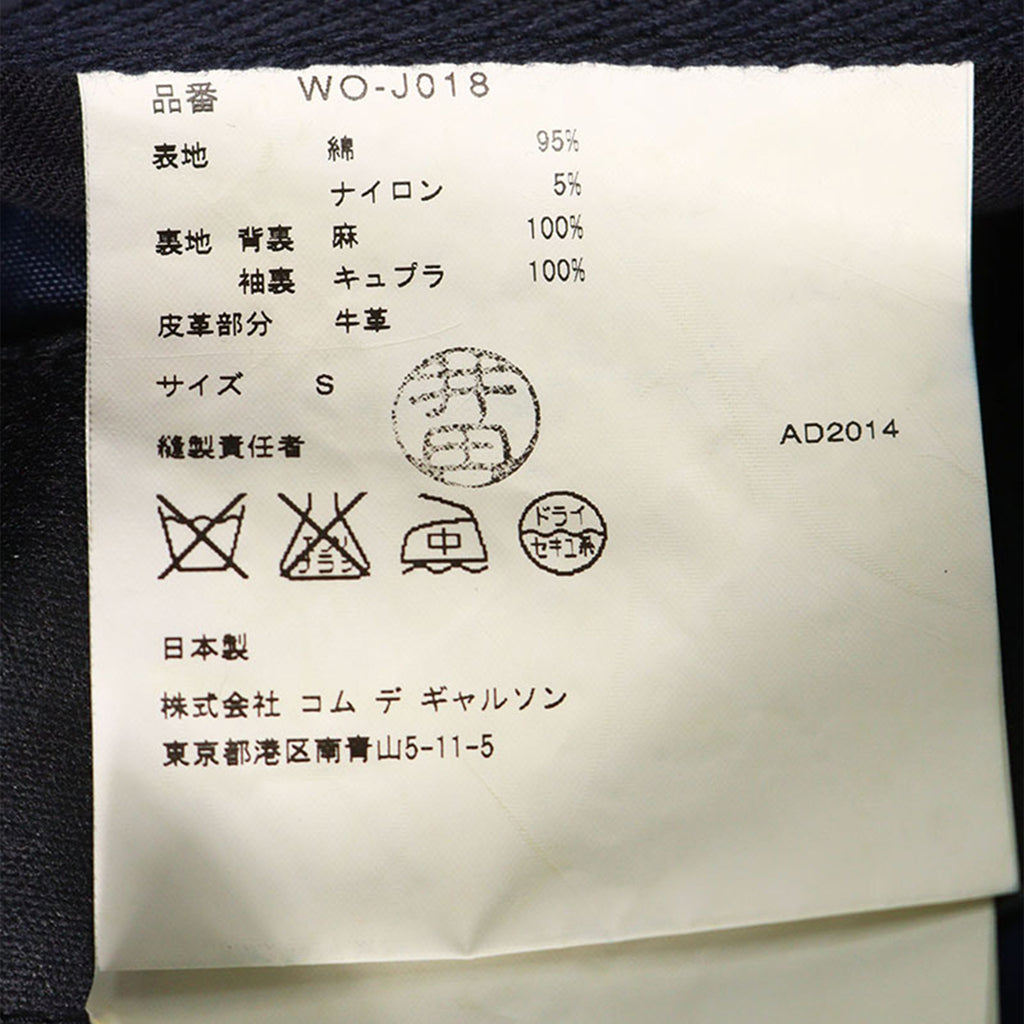 品番 WO-J018
表地 綿 95%
ナイロン 5%
裏地 背裏 麻 100%
袖裏 キュプラ 100%
皮革部分 牛革
サイズ S
縫製責任者
AD2014
中
ドライ
セキユ系
日本製
株式会社 コム デ ギャルソン
東京都港区南青山5-11-5